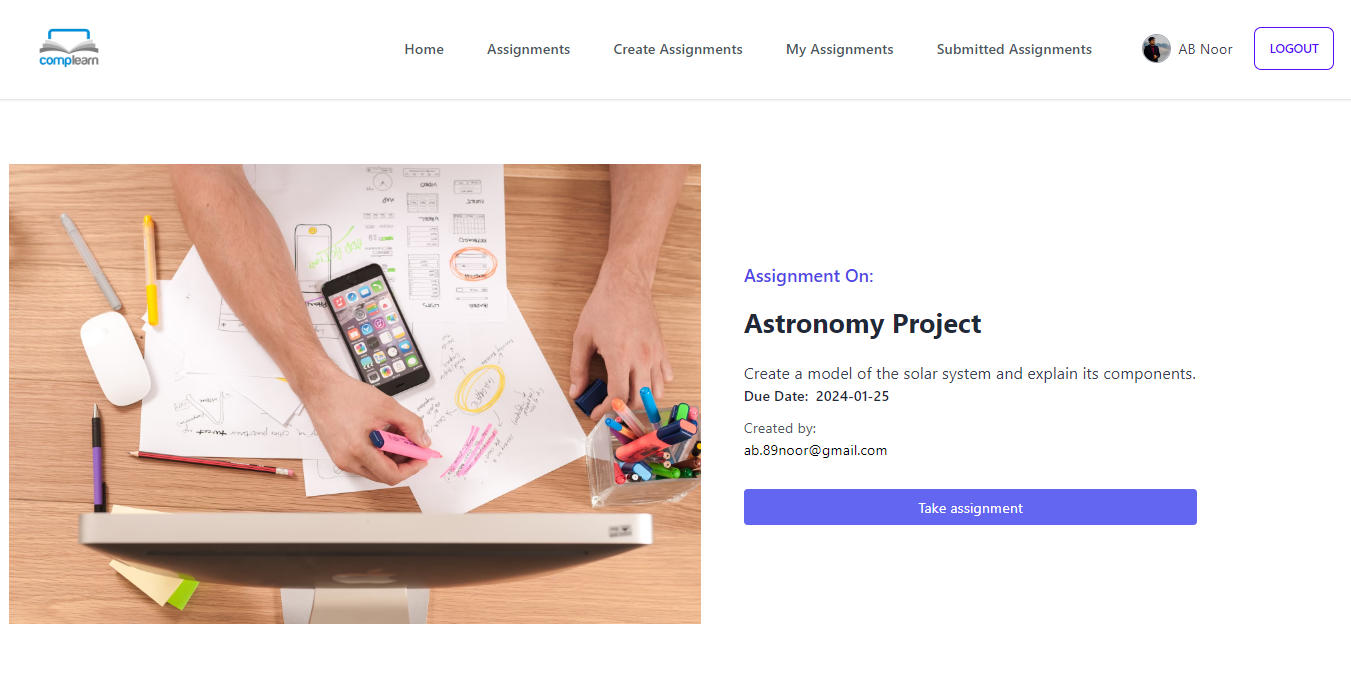 complearn
Home
Assignments
Create Assignments
My Assignments
Submitted Assignments
AB Noor
LOGOUT
Assignment On:
Astronomy Project
Create a model of the solar system and explain its components.
Due Date: 2024-01-25
Created by:
ab.89noor@gmail.com
Take assignment